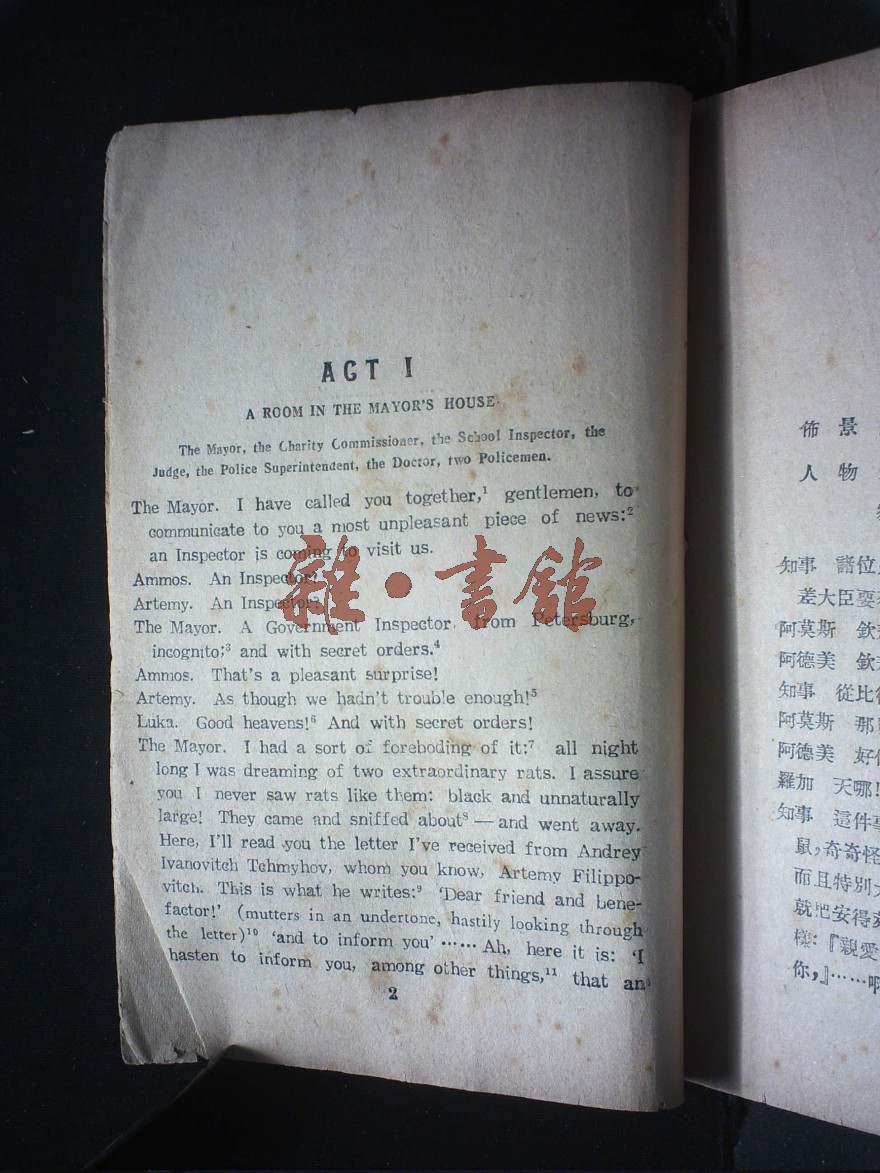 ACT I
A ROOM IN THE MAYOR'S HOUSE
The Mayor, the Charity Commissioner, the School Inspector, the
Judge, the Police Superintendent, the Doctor, two Policemen.
The Mayor. I have called you together,¹ gentlemen, to
communicate to you a most unpleasant piece of news:²
an Inspector is coming to visit us.
Ammos. An Inspector?
Artemy. An Inspector?
The Mayor. A Government Inspector from Petersburg,
incognito;³ and with secret orders.⁴
Ammos. That's a pleasant surprise!
Artemy. As though we hadn't trouble enough!⁵
Luka. Good heavens!⁶ And with secret orders!
The Mayor. I had a sort of foreboding of it:⁷ all night
long I was dreaming of two extraordinary rats. I assure
you I never saw rats like them: black and unnaturally
large! They came and sniffed about⁸ — and went away.
Here, I'll read you the letter I've received from Andrey
Ivanovitch Tchmyhov, whom you know, Artemy Filippo-
vitch. This is what he writes:⁹ 'Dear friend and bene-
factor!' (mutters in an undertone, hastily looking through
the letter)¹⁰ 'and to inform you' ...... Ah, here it is: 'I
hasten to inform you, among other things,¹¹ that an
2
雜·書館
佈景
人物
知事 諸位
差大臣要
阿莫斯 欽
阿德美 欽
知事 從比
阿莫斯 那
阿德美 好
羅加 天哪!
知事 這件
鼠,奇奇怪
而且特別
就把安得
樣:『親愛
你,』……啊